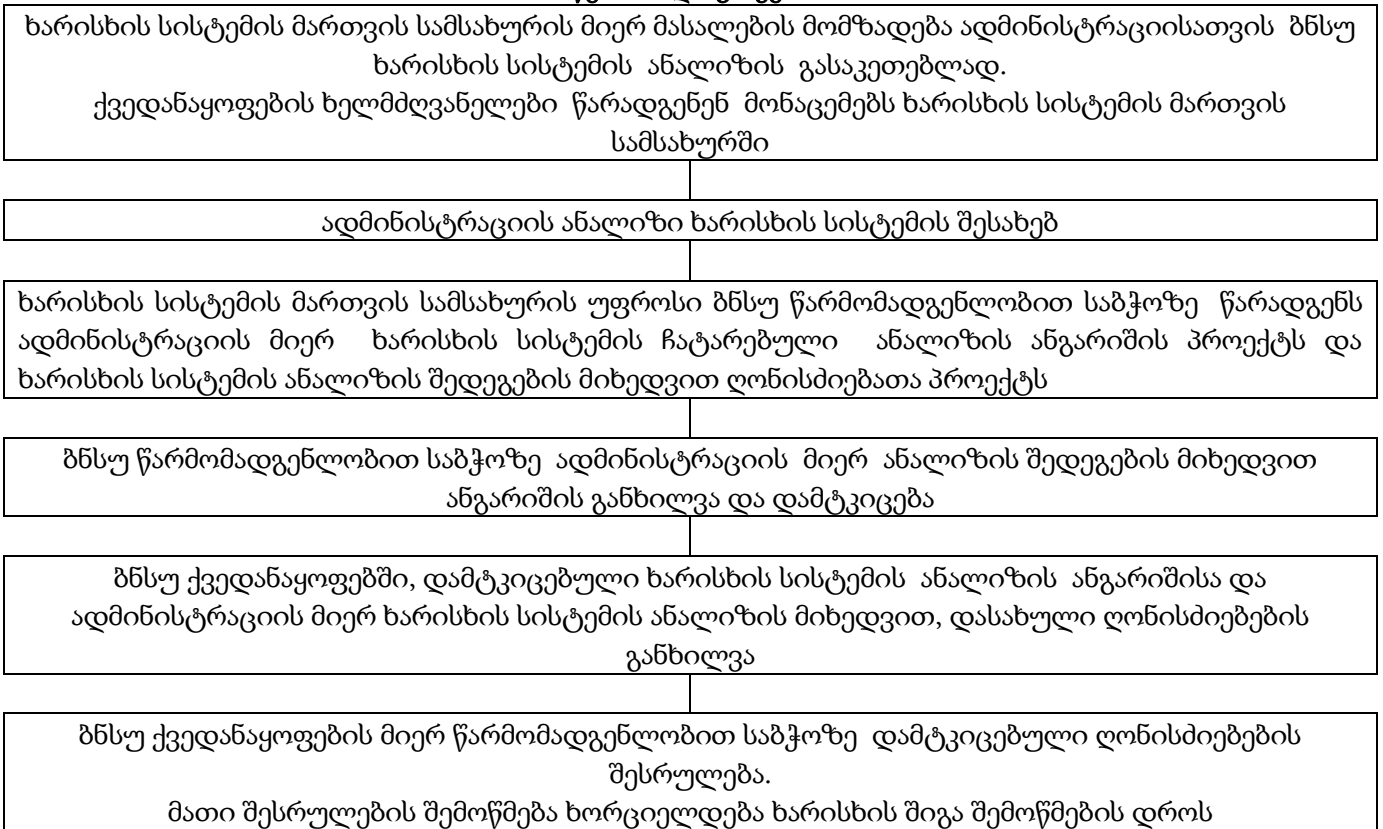 ხარისხის სისტემის მართვის სამსახურის მიერ მასალების მომზადება ადმინისტრაციისათვის ბნსუ
ხარისხის სისტემის ანალიზის გასაკეთებლად.
ქვედანაყოფების ხელმძღვანელები წარადგენენ მონაცემებს ხარისხის სისტემის მართვის
სამსახურში
ადმინისტრაციის ანალიზი ხარისხის სისტემის შესახებ
ხარისხის სისტემის მართვის სამსახურის უფროსი ბნსუ წარმომადგენლობით საბჭოზე წარადგენს
ადმინისტრაციის მიერ ხარისხის სისტემის ჩატარებული ანალიზის ანგარიშის პროექტს და
ხარისხის სისტემის ანალიზის შედეგების მიხედვით ღონისძიებათა პროექტს
ბნსუ წარმომადგენლობით საბჭოზე ადმინისტრაციის მიერ ანალიზის შედეგების მიხედვით
ანგარიშის განხილვა და დამტკიცება
ბნსუ ქვედანაყოფებში, დამტკიცებული ხარისხის სისტემის ანალიზის ანგარიშისა და
ადმინისტრაციის მიერ ხარისხის სისტემის ანალიზის მიხედვით, დასახული ღონისძიებების
განხილვა
ბნსუ ქვედანაყოფების მიერ წარმომადგენლობით საბჭოზე დამტკიცებული ღონისძიებების
შესრულება.
მათი შესრულების შემოწმება ხორციელდება ხარისხის შიგა შემოწმების დროს